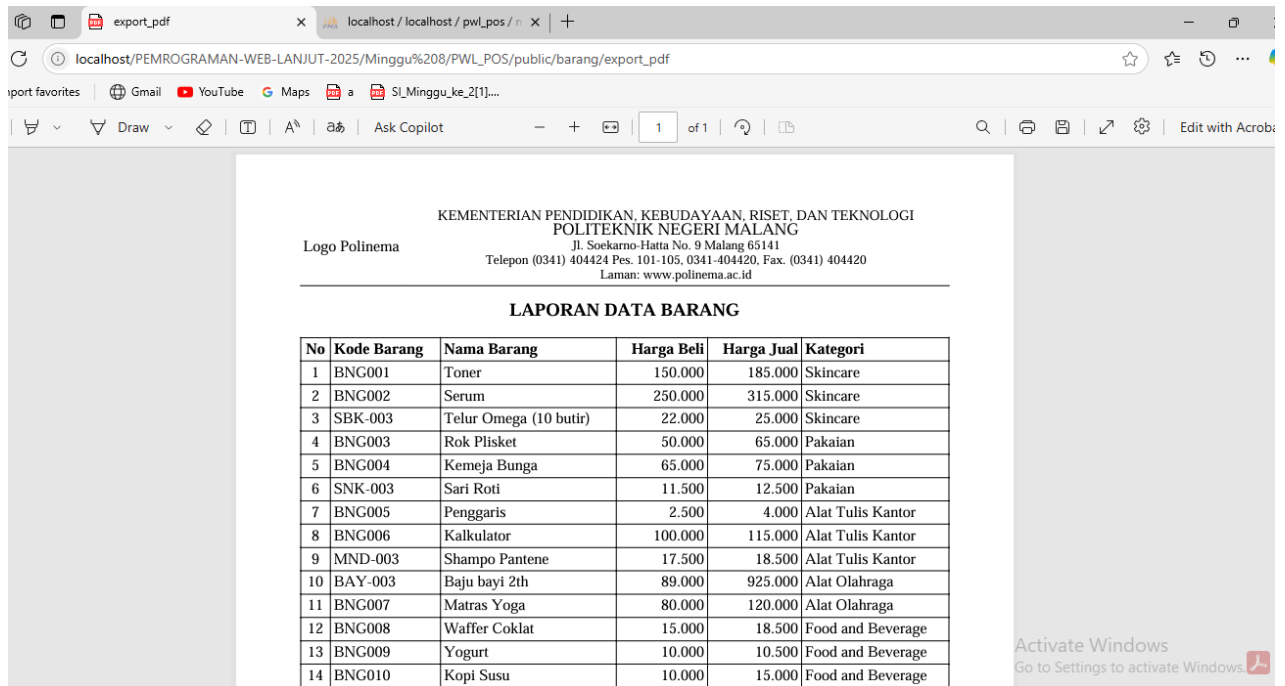 export_pdf
localhost / localhost / pwl_pos /
localhost/PEMROGRAMAN-WEB-LANJUT-2025/Minggu%208/PWL_POS/public/barang/export_pdf
favorites Gmail YouTube Maps a SI_Minggu_ke_2[1]....
Draw aあ Ask Copilot 1 of 1 Edit with
KEMENTERIAN PENDIDIKAN, KEBUDAYAAN, RISET, DAN TEKNOLOGI
POLITEKNIK NEGERI MALANG
Logo Polinema
Jl. Soekarno-Hatta No. 9 Malang 65141
Telepon (0341) 404424 Pes. 101-105, 0341-404420, Fax. (0341) 404420
Laman: www.polinema.ac.id
LAPORAN DATA BARANG
No Kode Barang Nama Barang Harga Beli Harga Jual Kategori
1 BNG001 Toner 150.000 185.000 Skincare
2 BNG002 Serum 250.000 315.000 Skincare
3 SBK-003 Telur Omega (10 butir) 22.000 25.000 Skincare
4 BNG003 Rok Plisket 50.000 65.000 Pakaian
5 BNG004 Kemeja Bunga 65.000 75.000 Pakaian
6 SNK-003 Sari Roti 11.500 12.500 Pakaian
7 BNG005 Penggaris 2.500 4.000 Alat Tulis Kantor
8 BNG006 Kalkulator 100.000 115.000 Alat Tulis Kantor
9 MND-003 Shampo Pantene 17.500 18.500 Alat Tulis Kantor
10 BAY-003 Baju bayi 2th 89.000 925.000 Alat Olahraga
11 BNG007 Matras Yoga 80.000 120.000 Alat Olahraga
12 BNG008 Waffer Coklat 15.000 18.500 Food and Beverage
13 BNG009 Yogurt 10.000 10.500 Food and Beverage
14 BNG010 Kopi Susu 10.000 15.000 Food and Beverage
Activate Windows
Go to Settings to activate Windows.